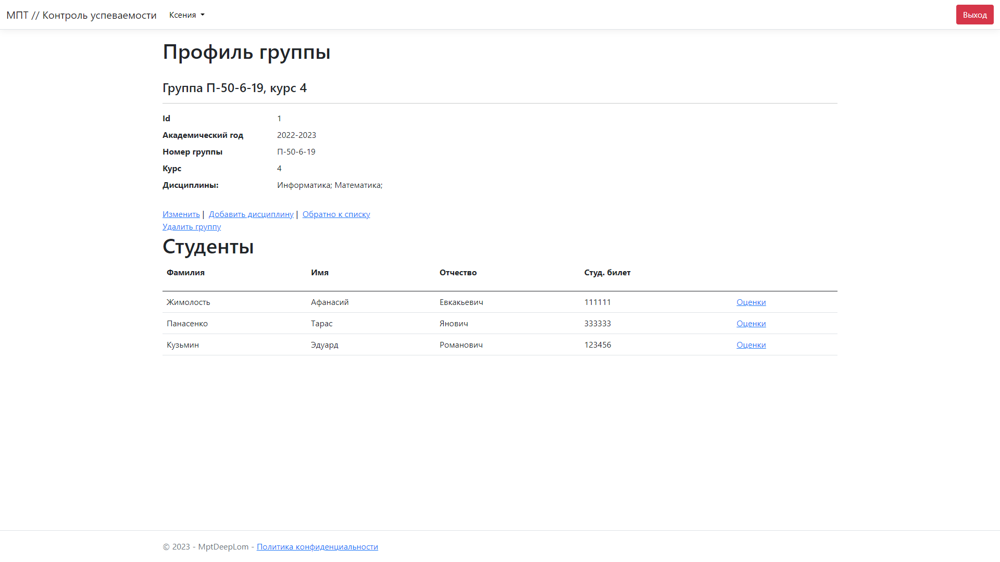 МПТ // Контроль успеваемости Ксения Выход
Профиль группы
Группа П-50-6-19, курс 4
Id 1
Академический год 2022-2023
Номер группы П-50-6-19
Курс 4
Дисциплины: Информатика; Математика;
Изменить | Добавить дисциплину | Обратно к списку
Удалить группу
Студенты
Фамилия Имя Отчество Студ. билет
Жимолость Афанасий Евкакьевич 111111 Оценки
Панасенко Тарас Янович 333333 Оценки
Кузьмин Эдуард Романович 123456 Оценки
© 2023 - MptDeepLom - Политика конфиденциальности